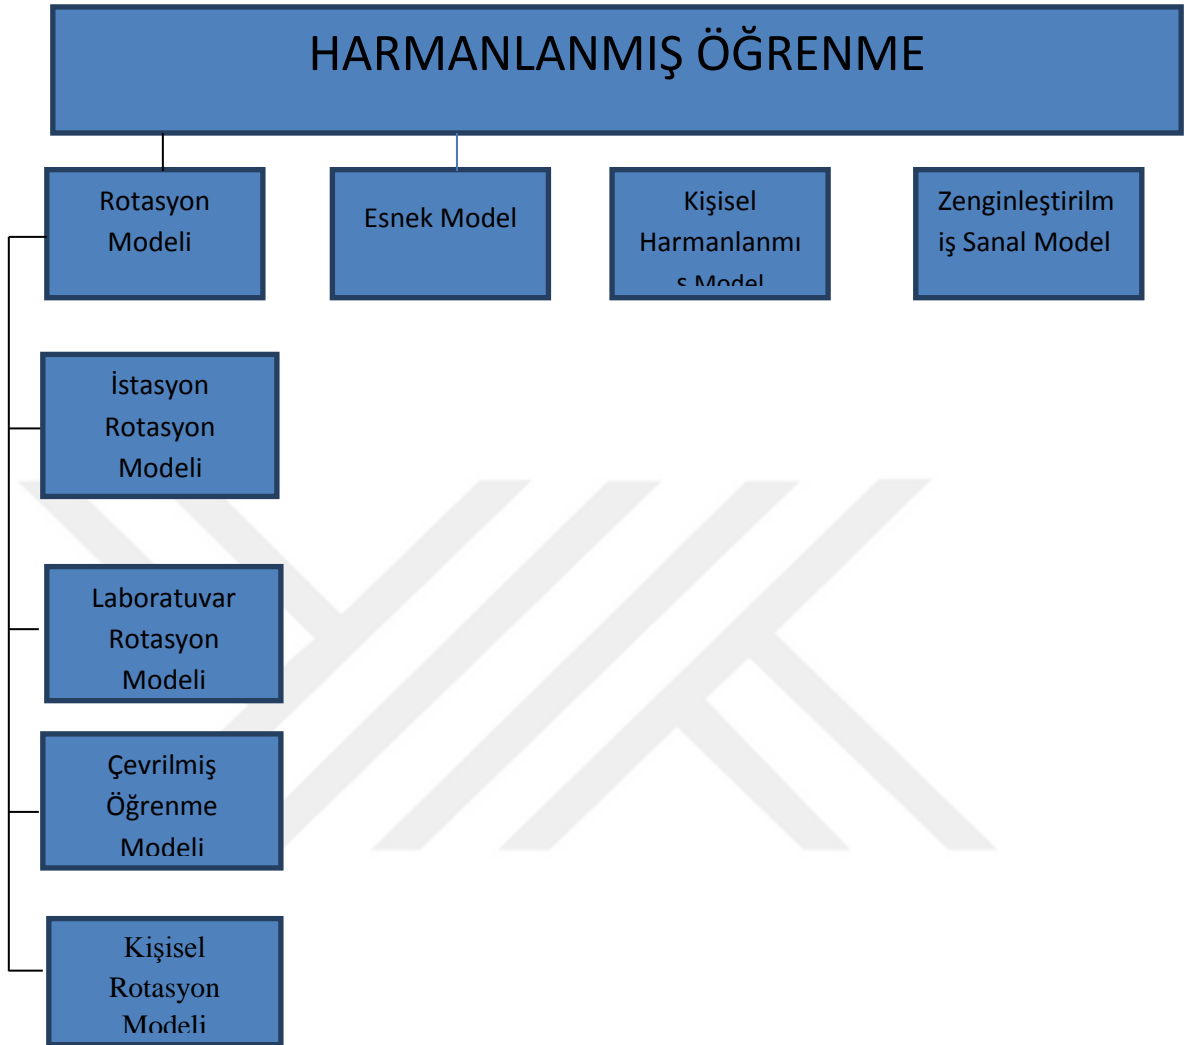 HARMANLANMIŞ ÖĞRENME
Rotasyon
Modeli
Esnek Model
Kişisel
Harmanlanmı
ş Model
Zenginleştirilm
iş Sanal Model
İstasyon
Rotasyon
Modeli
Laboratuvar
Rotasyon
Modeli
Çevrilmiş
Öğrenme
Modeli
Kişisel
Rotasyon
Modeli